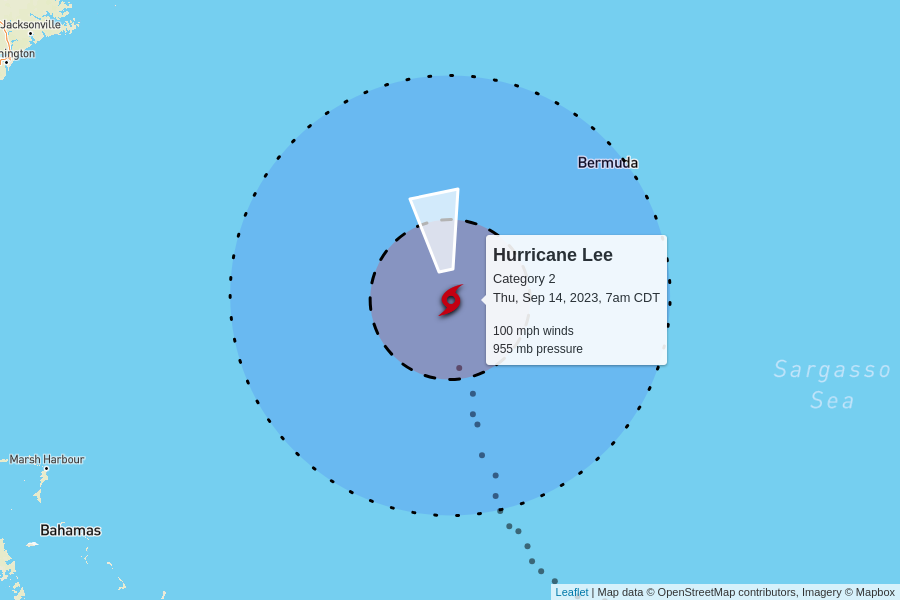 Jacksonville
ington
Bermuda
Hurricane Lee
Category 2
Thu, Sep 14, 2023, 7am CDT
100 mph winds
955 mb pressure
Sargasso
Sea
Marsh Harbour
Bahamas
Leaflet | Map data © OpenStreetMap contributors, Imagery © Mapbox